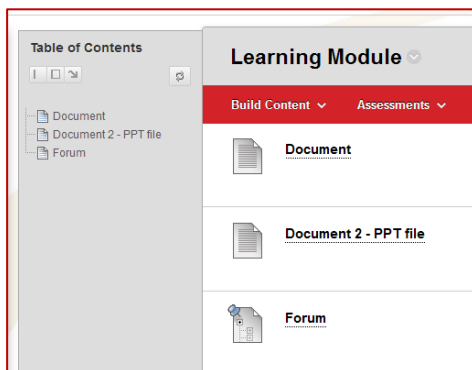 Table of Contents
Document
Document 2 - PPT file
Forum
Learning Module
Build Content Assessments
Document
Document 2 - PPT file
Forum